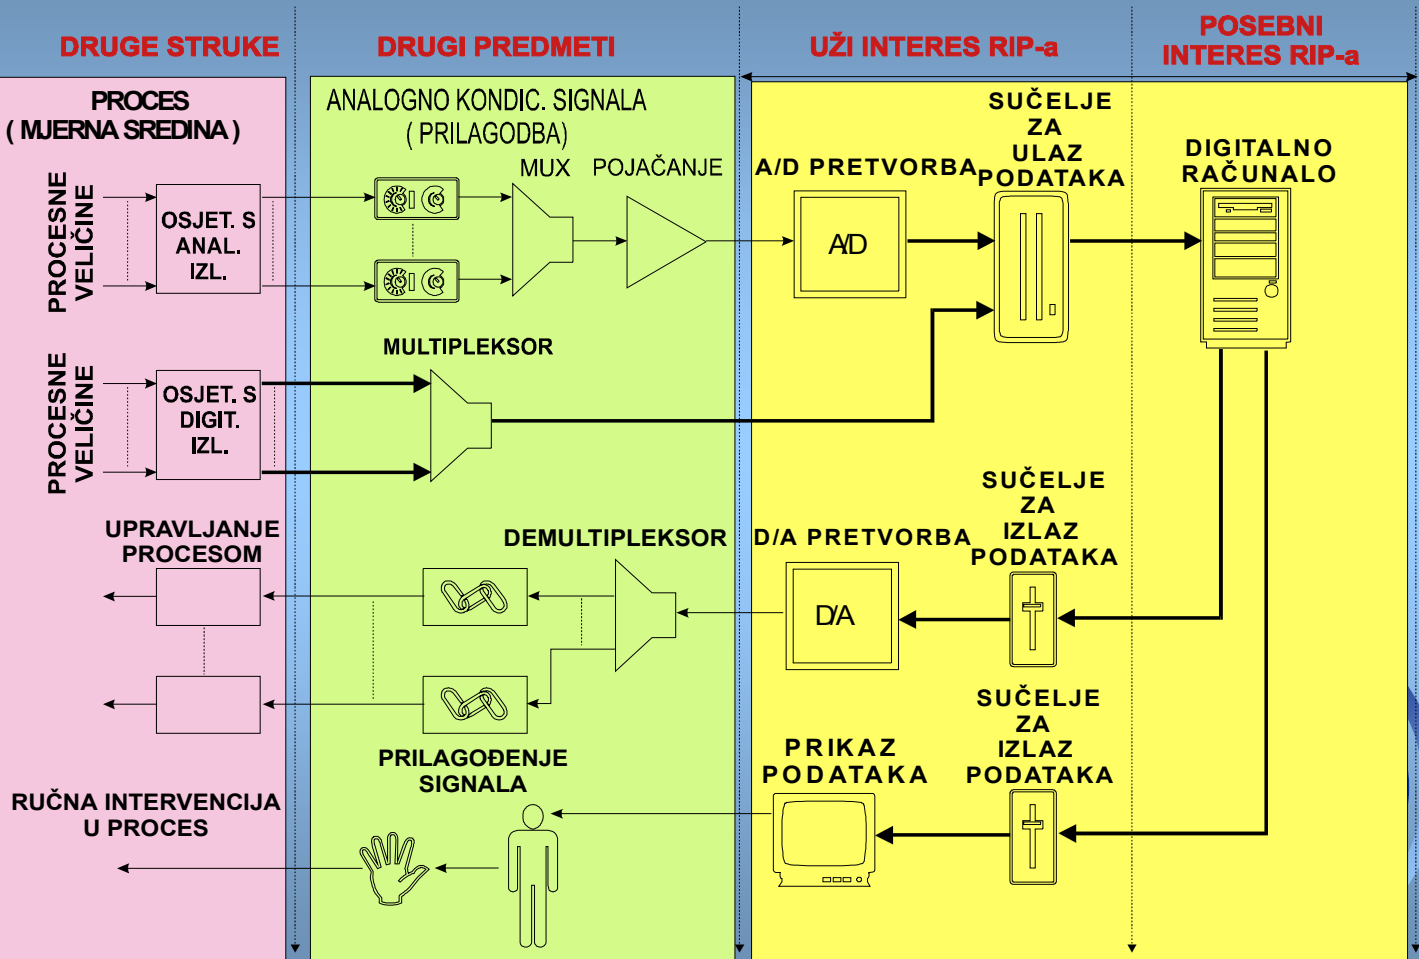 DRUGE STRUKE
DRUGI PREDMETI
UŽI INTERES RIP-a
POSEBNI
INTERES RIP-a
PROCES
( MJERNA SREDINA )
ANALOGNO KONDIC. SIGNALA
( PRILAGODBA)
MUX
POJAČANJE
A/D PRETVORBA
SUČELJE
ZA
ULAZ
PODATAKA
DIGITALNO
RAČUNALO
PROCESNE
VELIČINE
OSJET. S
ANAL.
IZL.
A/D
MULTIPLEKSOR
PROCESNE
VELIČINE
OSJET. S
DIGIT.
IZL.
UPRAVLJANJE
PROCESOM
DEMULTIPLEKSOR
D/A PRETVORBA
SUČELJE
ZA
IZLAZ
PODATAKA
D/A
PRILAGOĐENJE
SIGNALA
PRIKAZ
PODATAKA
SUČELJE
ZA
IZLAZ
PODATAKA
RUČNA INTERVENCIJA
U PROCES